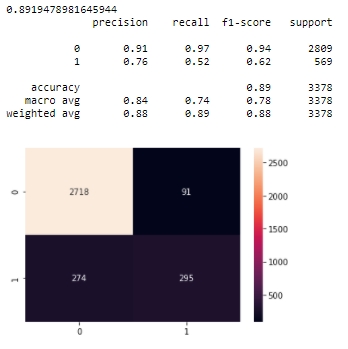 0.8919478981645944
precision recall f1-score support
0 0.91 0.97 0.94 2809
1 0.76 0.52 0.62 569
accuracy 0.89 3378
macro avg 0.84 0.74 0.78 3378
weighted avg 0.88 0.89 0.88 3378
2500
0 2718 91
2000
1500
1000
1 274 295
500
0 1